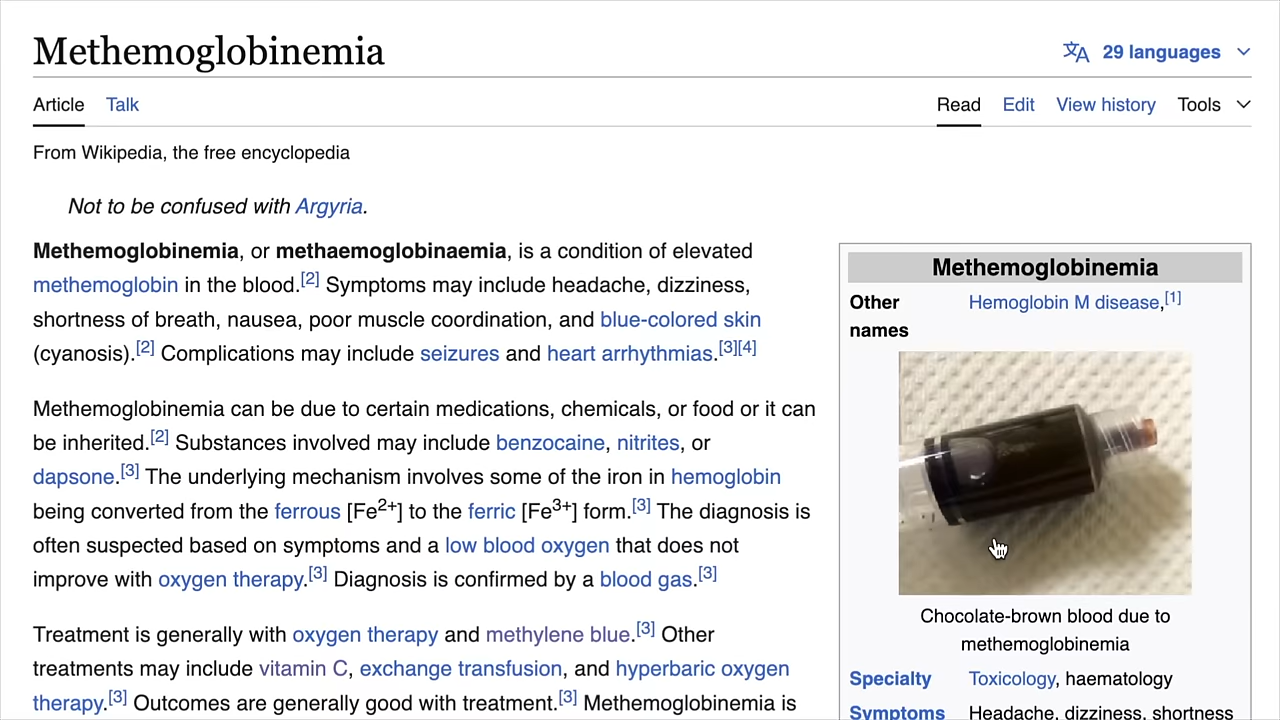 Methemoglobinemia
29 languages
Article Talk
Read Edit View history Tools
From Wikipedia, the free encyclopedia
Not to be confused with Argyria.
Methemoglobinemia, or methaemoglobinaemia, is a condition of elevated
methemoglobin in the blood.[2] Symptoms may include headache, dizziness,
shortness of breath, nausea, poor muscle coordination, and blue-colored skin
(cyanosis).[2] Complications may include seizures and heart arrhythmias.[3][4]
Methemoglobinemia can be due to certain medications, chemicals, or food or it can
be inherited.[2] Substances involved may include benzocaine, nitrites, or
dapsone.[3] The underlying mechanism involves some of the iron in hemoglobin
being converted from the ferrous [Fe2+] to the ferric [Fe3+] form.[3] The diagnosis is
often suspected based on symptoms and a low blood oxygen that does not
improve with oxygen therapy.[3] Diagnosis is confirmed by a blood gas.[3]
Treatment is generally with oxygen therapy and methylene blue.[3] Other
treatments may include vitamin C, exchange transfusion, and hyperbaric oxygen
therapy.[3] Outcomes are generally good with treatment.[3] Methemoglobinemia is
Methemoglobinemia
Other Hemoglobin M disease,[1]
names
Chocolate-brown blood due to
methemoglobinemia
Specialty Toxicology, haematology
Symptoms Headache, dizziness, shortness